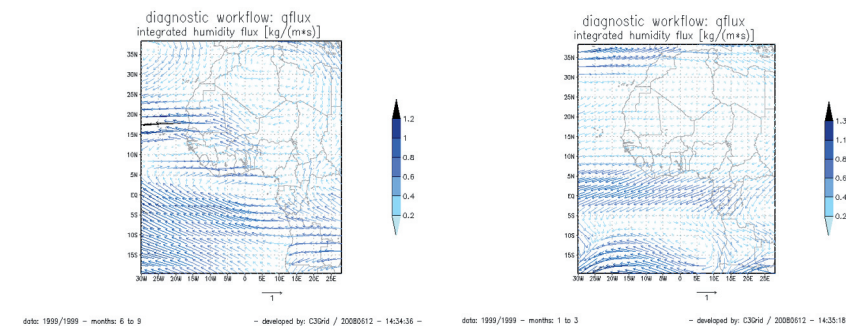 diagnostic workflow: qflux
integrated humidity flux [kg/(m*s)]
35N
30N
25N
20N
15N
10N
5N
EQ
5S
10S
15S
30W 25W 20W 15W 10W 5W 0 5E 10E 15E 20E 25E
1.2
1
0.8
0.6
0.4
0.2
1
data: 1999/1999 - months: 6 to 9
- developed by: C3Grid / 20080612 - 14:34:36 -
diagnostic workflow: qflux
integrated humidity flux [kg/(m*s)]
35N
30N
25N
20N
15N
10N
5N
EQ
5S
10S
15S
30W 25W 20W 15W 10W 5W 0 5E 10E 15E 20E 25E
1.3
1.1
0.8
0.6
0.4
0.2
1
data: 1999/1999 - months: 1 to 3
- developed by: C3Grid / 20080612 - 14:35:18